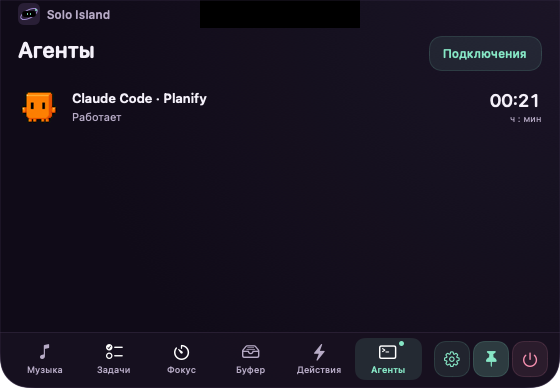 Solo Island
Агенты
Подключения
Claude Code · Planify
Работает
00:21
ч : мин
Музыка
Задачи
Фокус
Буфер
Действия
Агенты